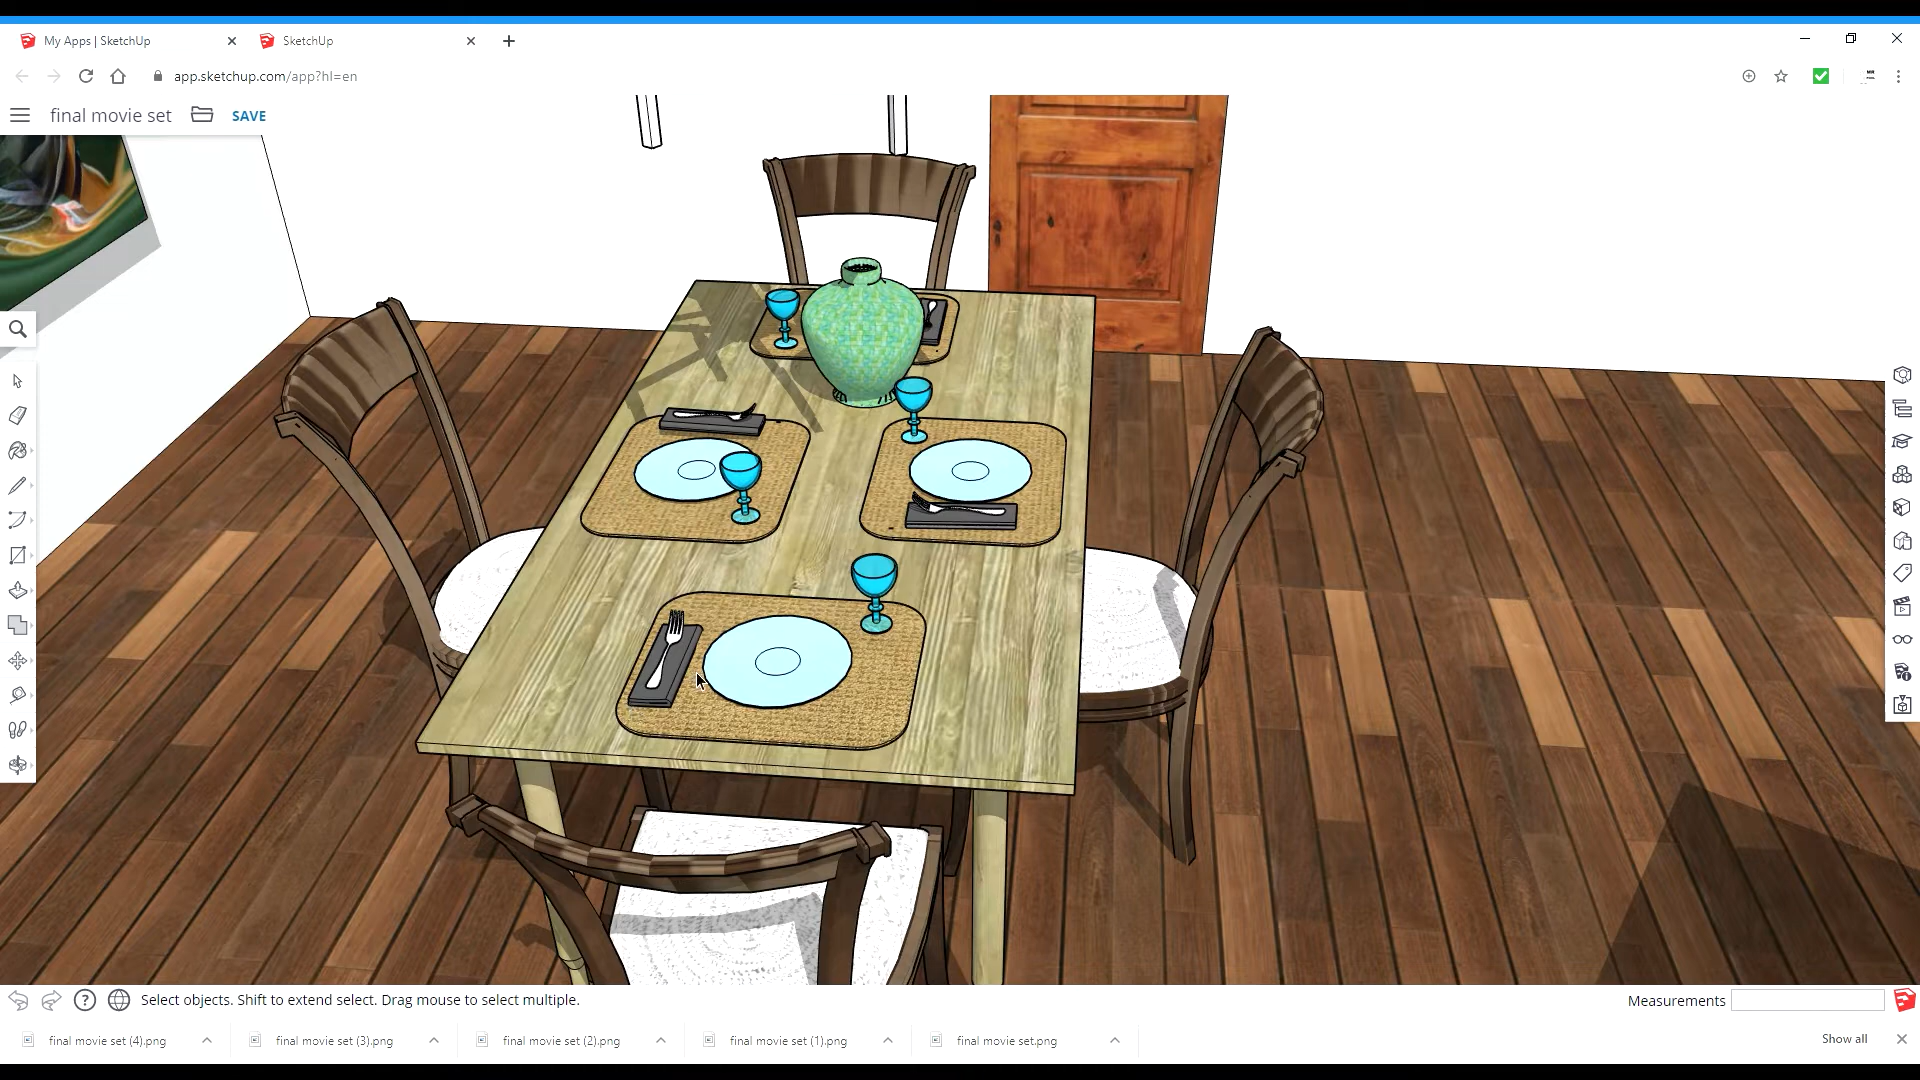 My Apps | SketchUp
SketchUp
app.sketchup.com/app?hl=en
final movie set
SAVE
Select objects. Shift to extend select. Drag mouse to select multiple.
Measurements
final movie set (4).png
final movie set (3).png
final movie set (2).png
final movie set (1).png
final movie set.png
Show all